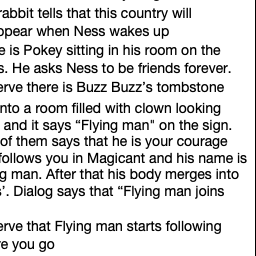 rabbit tells that this country will
ppear when Ness wakes up
e is Pokey sitting in his room on the
s. He asks Ness to be friends forever.
erve there is Buzz Buzz's tombstone
nto a room filled with clown looking
and it says “Flying man" on the sign.
of them says that he is your courage
follows you in Magicant and his name is
g man. After that his body merges into
s'. Dialog says that “Flying man joins
erve that Flying man starts following
re you go